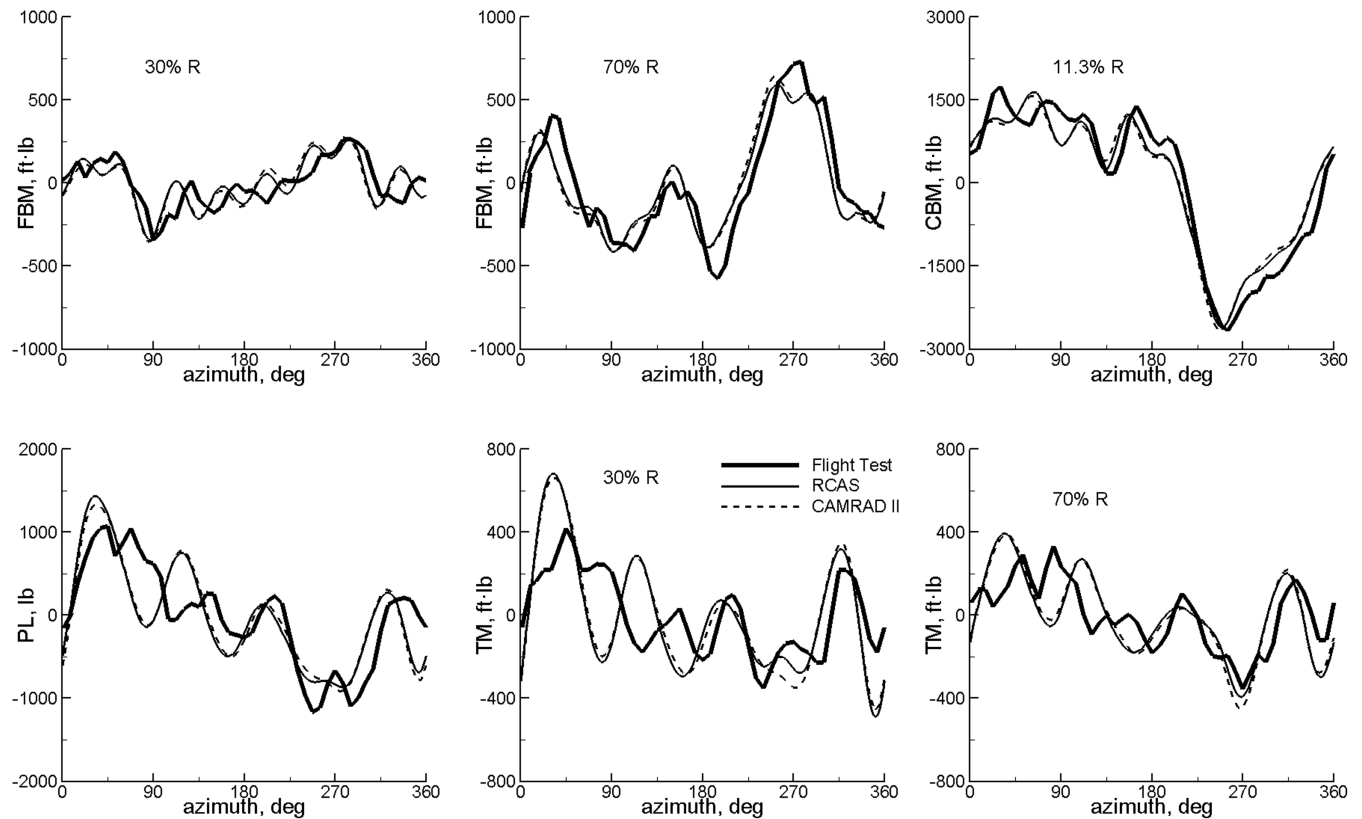 1000
500
0
-500
-1000
FBM, ft·lb
30% R
0 90 180 270 360
azimuth, deg
1000
500
0
-500
-1000
FBM, ft·lb
70% R
0 90 180 270 360
azimuth, deg
3000
1500
0
-1500
-3000
CBM, ft·lb
11.3% R
0 90 180 270 360
azimuth, deg
2000
1000
0
-1000
-2000
PL, lb
0 90 180 270 360
azimuth, deg
800
400
0
-400
-800
TM, ft·lb
30% R
Flight Test
RCAS
CAMRAD II
0 90 180 270 360
azimuth, deg
800
400
0
-400
-800
TM, ft·lb
70% R
0 90 180 270 360
azimuth, deg